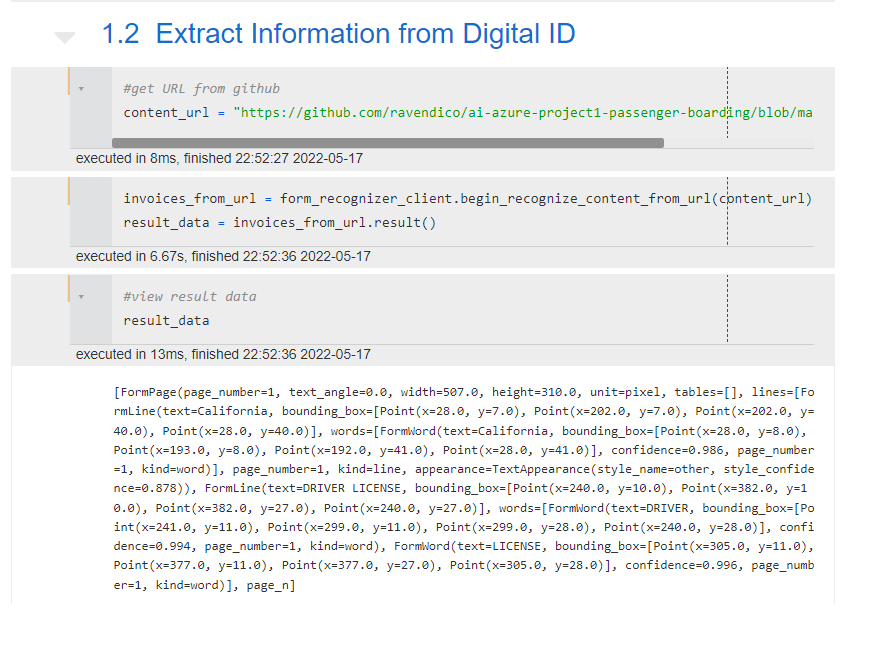 1.2 Extract Information from Digital ID
#get URL from github
content_url = "https://github.com/ravendico/ai-azure-project1-passenger-boarding/blob/ma
executed in 8ms, finished 22:52:27 2022-05-17
invoices_from_url = form_recognizer_client.begin_recognize_content_from_url(content_url)
result_data = invoices_from_url.result()
executed in 6.67s, finished 22:52:36 2022-05-17
#view result data
result_data
executed in 13ms, finished 22:52:36 2022-05-17
[FormPage(page_number=1, text_angle=0.0, width=507.0, height=310.0, unit=pixel, tables=[], lines=[Fo
rmLine(text=California, bounding_box=[Point(x=28.0, y=7.0), Point(x=202.0, y=7.0), Point(x=202.0, y=
40.0), Point(x=28.0, y=40.0)], words=[FormWord(text=California, bounding_box=[Point(x=28.0, y=8.0),
Point(x=193.0, y=8.0), Point(x=192.0, y=41.0), Point(x=28.0, y=41.0)], confidence=0.986, page_number
=1, kind=word)], page_number=1, kind=line, appearance=TextAppearance(style_name=other, style_confide
nce=0.878)), FormLine(text=DRIVER LICENSE, bounding_box=[Point(x=240.0, y=10.0), Point(x=382.0, y=1
0.0), Point(x=382.0, y=27.0), Point(x=240.0, y=27.0)], words=[FormWord(text=DRIVER, bounding_box=[Po
int(x=241.0, y=11.0), Point(x=299.0, y=11.0), Point(x=299.0, y=28.0), Point(x=240.0, y=28.0)], confi
dence=0.994, page_number=1, kind=word), FormWord(text=LICENSE, bounding_box=[Point(x=305.0, y=11.0),
Point(x=377.0, y=11.0), Point(x=377.0, y=27.0), Point(x=305.0, y=28.0)], confidence=0.996, page_numb
er=1, kind=word)], page_n]